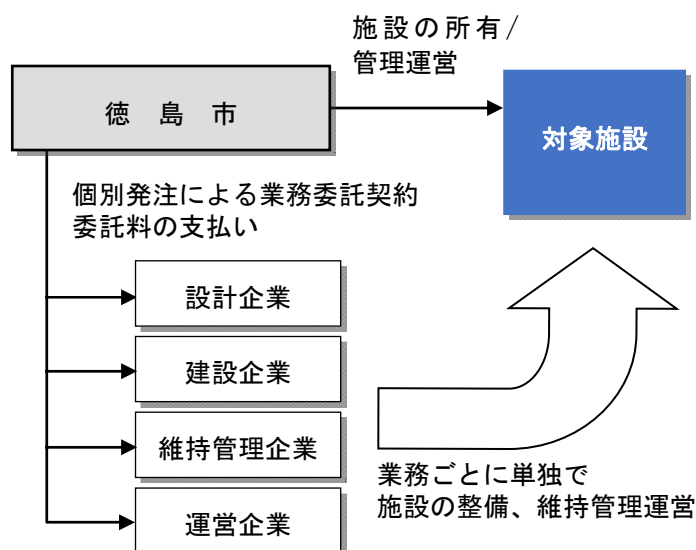 施設の所有/
管理運営
徳島市
対象施設
個別発注による業務委託契約
委託料の支払い
設計企業
建設企業
維持管理企業
運営企業
業務ごとに単独で
施設の整備、維持管理運営